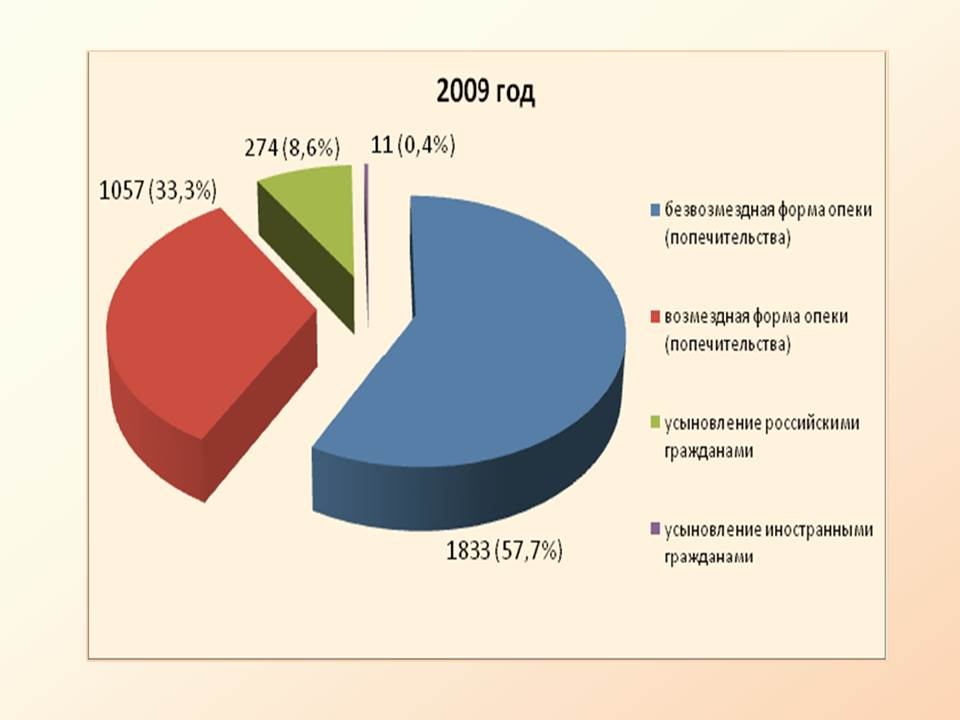 2009 год
274 (8,6%)
11 (0,4%)
1057 (33,3%)
1833 (57,7%)
безвозмездная форма опеки
(попечительства)
возмездная форма опеки
(попечительства)
усыновление российскими
гражданами
усыновление иностранными
гражданами